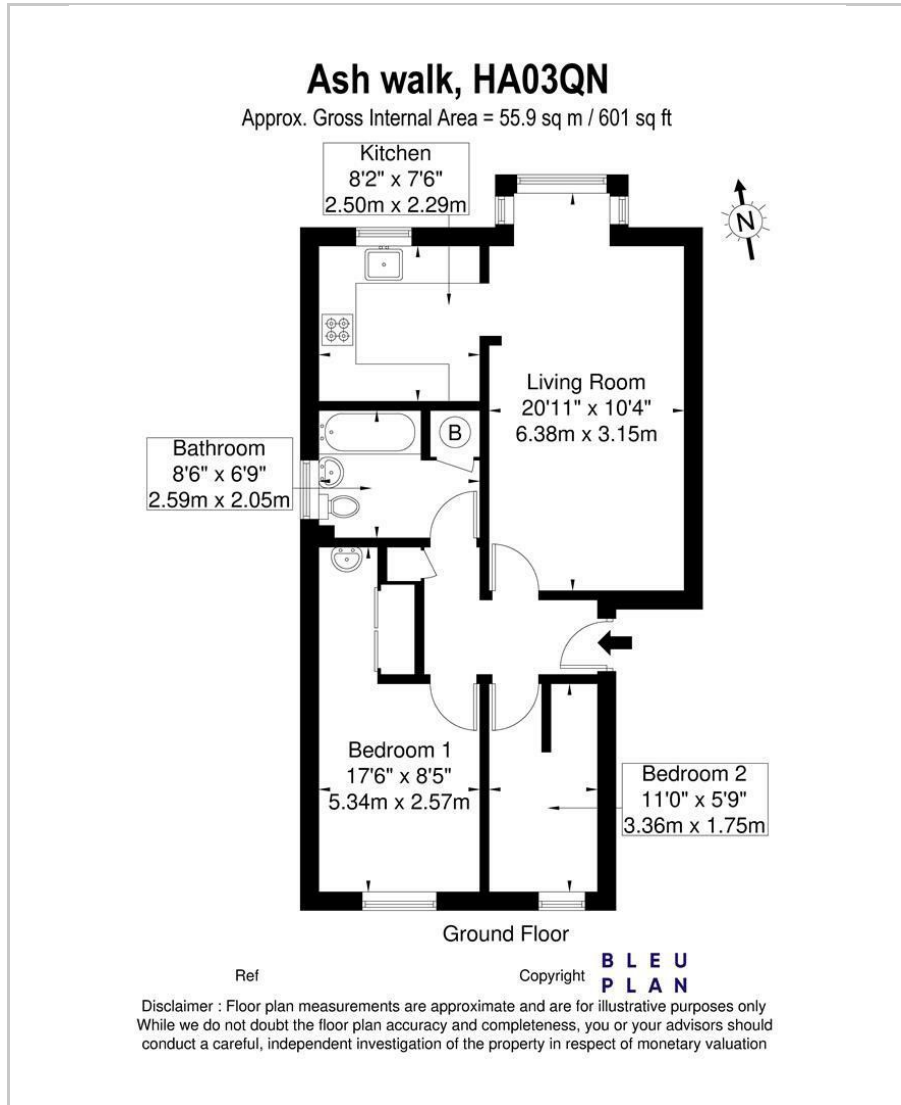 Ash walk, HA03QN
Approx. Gross Internal Area = 55.9 sq m / 601 sq ft
Kitchen
8'2" x 7'6"
2.50m x 2.29m
N
Living Room
20'11" x 10'4"
6.38m x 3.15m
B
Bathroom
8'6" x 6'9"
2.59m x 2.05m
Bedroom 1
17'6" x 8'5"
5.34m x 2.57m
Bedroom 2
11'0" x 5'9"
3.36m x 1.75m
Ground Floor
Ref
Copyright
BLEU
PLAN
Disclaimer : Floor plan measurements are approximate and are for illustrative purposes only
While we do not doubt the floor plan accuracy and completeness, you or your advisors should
conduct a careful, independent investigation of the property in respect of monetary valuation